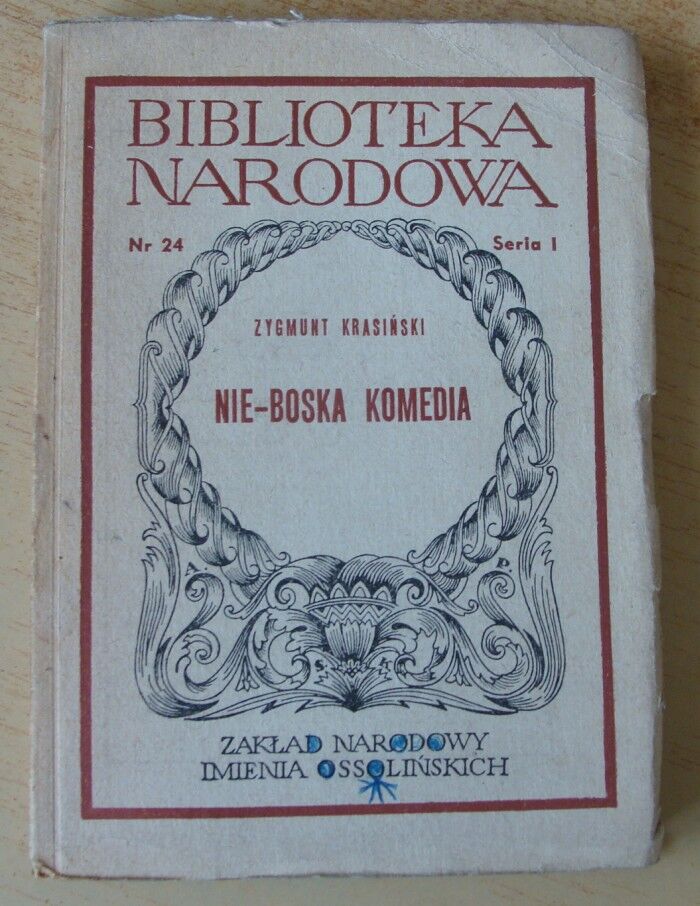 BIBLIOTEKA
NARODOWA
Nr 24 Seria I
ZYGMUNT KRASIŃSKI
NIE-BOSKA KOMEDIA
A. P.
S. A.
ZAKŁAD NARODOWY
IMIENIA OSSOLIŃSKICH